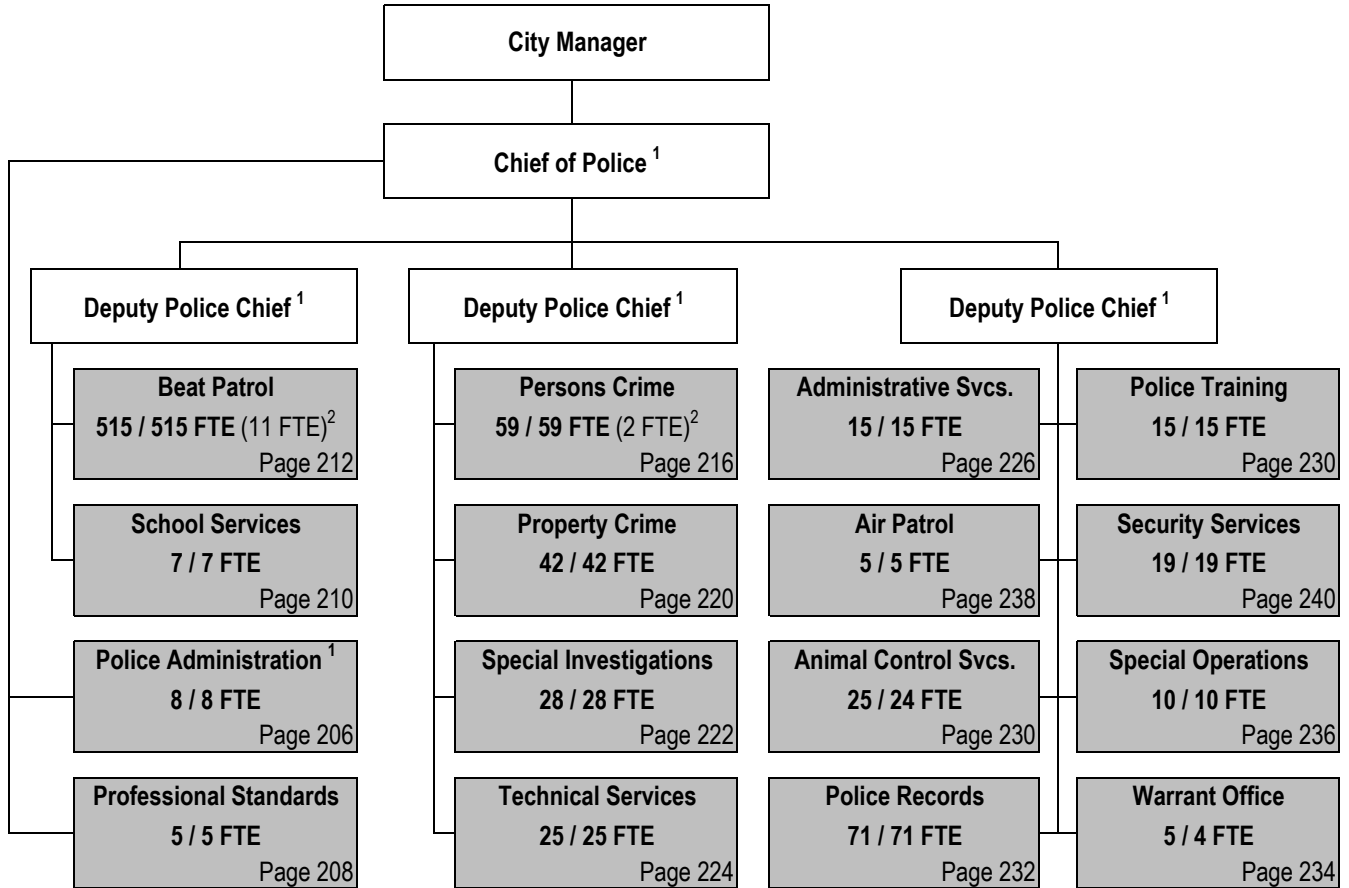 City Manager
Chief of Police 1
Deputy Police Chief 1
Deputy Police Chief 1
Deputy Police Chief 1
Beat Patrol
515 / 515 FTE (11 FTE)2
Page 212
School Services
7 / 7 FTE
Page 210
Police Administration 1
8 / 8 FTE
Page 206
Professional Standards
5 / 5 FTE
Page 208
Persons Crime
59 / 59 FTE (2 FTE)2
Page 216
Property Crime
42 / 42 FTE
Page 220
Special Investigations
28 / 28 FTE
Page 222
Technical Services
25 / 25 FTE
Page 224
Administrative Svcs.
15 / 15 FTE
Page 226
Air Patrol
5 / 5 FTE
Page 238
Animal Control Svcs.
25 / 24 FTE
Page 230
Police Records
71 / 71 FTE
Page 232
Police Training
15 / 15 FTE
Page 230
Security Services
19 / 19 FTE
Page 240
Special Operations
10 / 10 FTE
Page 236
Warrant Office
5 / 4 FTE
Page 234